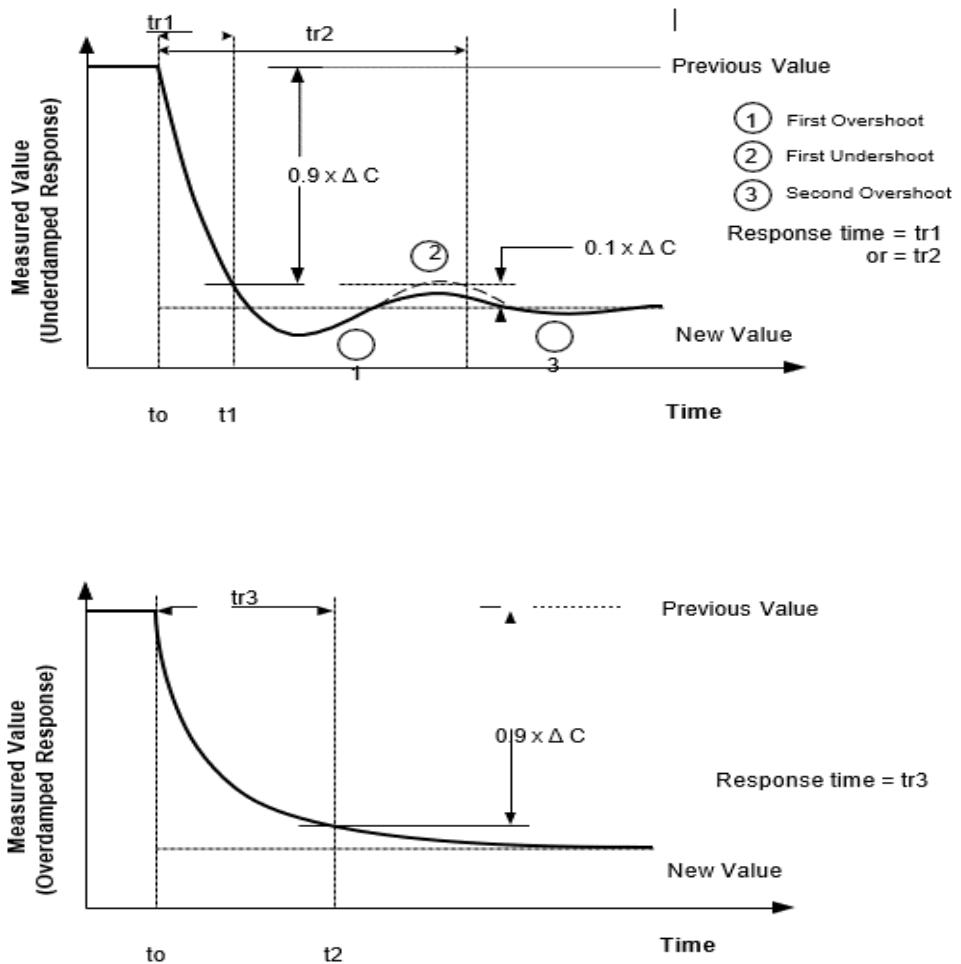 tr1
tr2
Previous Value
Measured Value
(Underdamped Response)
1 First Overshoot
0.9 x Δ C
2 First Undershoot
3 Second Overshoot
Response time = tr1
or = tr2
2
0.1 x Δ C
New Value
1
3
to
t1
Time
tr3
Previous Value
Measured Value
(Overdamped Response)
0.9 x Δ C
Response time = tr3
New Value
to
t2
Time